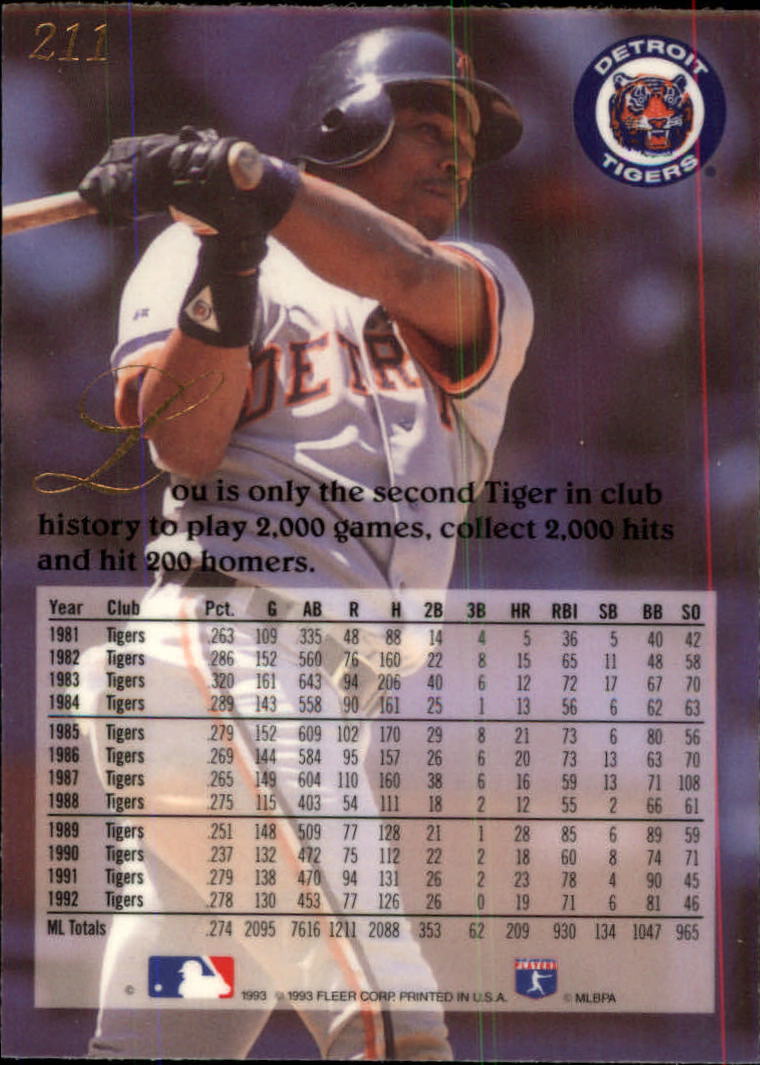 211
DETROIT
TIGERS
DETR
Lou is only the second Tiger in club
history to play 2,000 games, collect 2,000 hits
and hit 200 homers.
Year Club Pct. G AB R H 2B 3B HR RBI SB BB SO
1981 Tigers .263 109 335 48 88 14 4 5 36 5 40 42
1982 Tigers .286 152 560 76 160 22 8 15 65 11 48 58
1983 Tigers .320 161 643 94 206 40 6 12 72 17 67 70
1984 Tigers .289 143 558 90 161 25 1 13 56 6 62 63
1985 Tigers .279 152 609 102 170 29 8 21 73 6 80 56
1986 Tigers .269 144 584 95 157 26 6 20 73 13 63 70
1987 Tigers .265 149 604 110 160 38 6 16 59 13 71 108
1988 Tigers .275 115 403 54 111 18 2 12 55 2 66 61
1989 Tigers .251 148 509 77 128 21 1 28 85 6 89 59
1990 Tigers .237 132 472 75 112 22 2 18 60 8 74 71
1991 Tigers .279 138 470 94 131 26 2 23 78 4 90 45
1992 Tigers .278 130 453 77 126 26 0 19 71 6 81 46
ML Totals .274 2095 7616 1211 2088 353 62 209 930 134 1047 965
PLAYERS
© 1993 © 1993 FLEER CORP. PRINTED IN U.S.A. © MLBPA